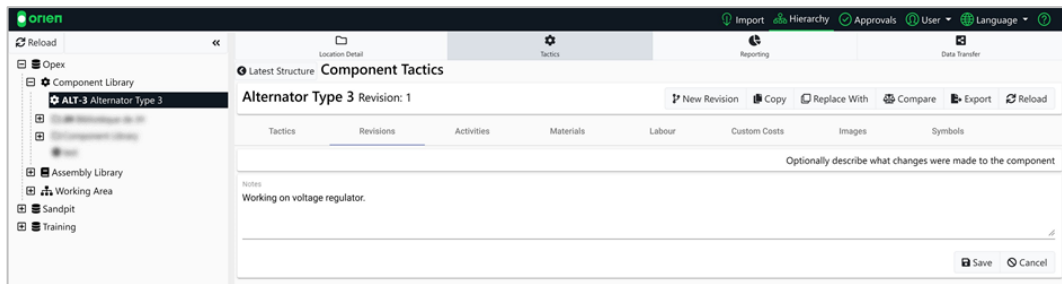 orien
Import Hierarchy Approvals User Language
Reload
Location Detail Tactics Reporting Data Transfer
Opex
Component Library
ALT-3 Alternator Type 3
Assembly Library
Working Area
Sandpit
Training
Latest Structure Component Tactics
Alternator Type 3 Revision: 1
New Revision Copy Replace With Compare Export Reload
Tactics Revisions Activities Materials Labour Custom Costs Images Symbols
Optionally describe what changes were made to the component
Notes
Working on voltage regulator.
Save Cancel